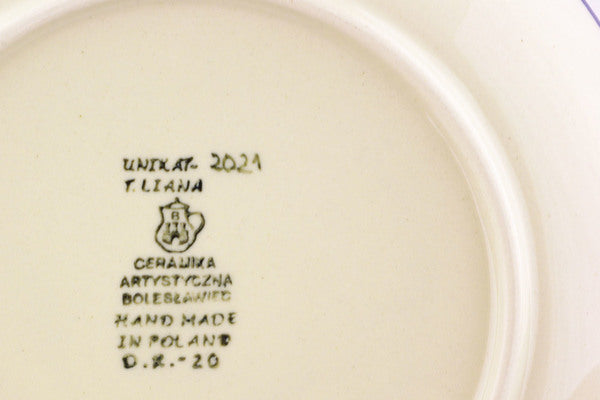 UNIKAT 2021
T. LIANA
B
CERAMIKA
ARTYSTYCZNA
BOLESŁAWIEC
HAND MADE
IN POLAND
D.K.-20